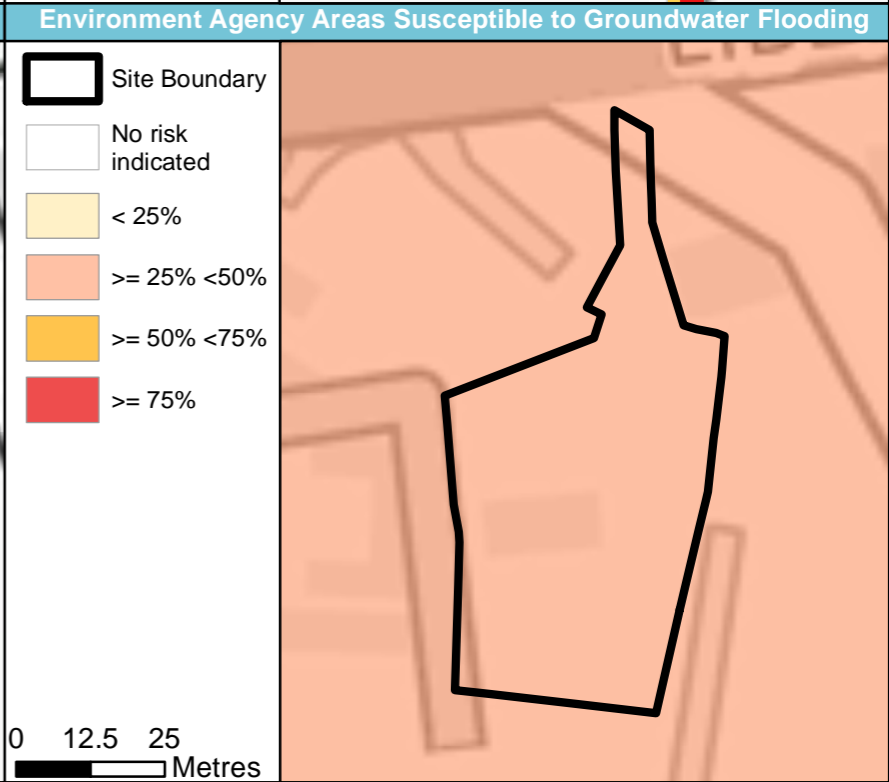 Environment Agency Areas Susceptible to Groundwater Flooding
Site Boundary
No risk
indicated
< 25%
>= 25% <50%
>= 50% <75%
>= 75%
0 12.5 25
Metres